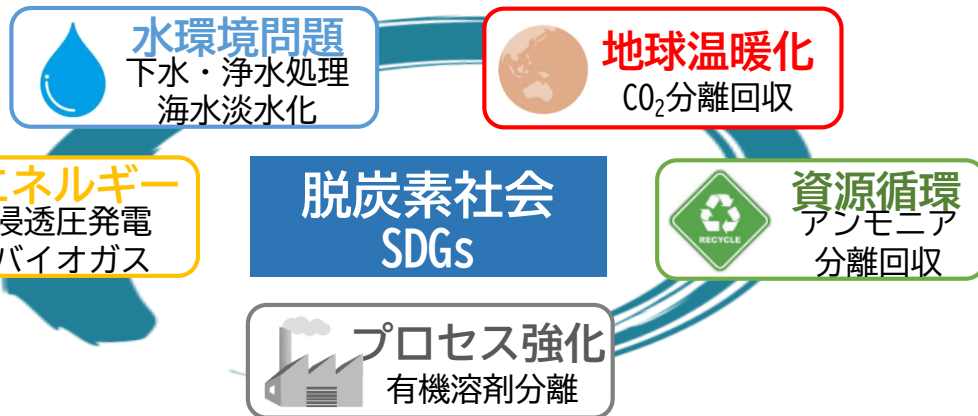 水環境問題
下水・浄水処理
海水淡水化
地球温暖化
CO₂分離回収
エネルギー
浸透圧発電
バイオガス
脱炭素社会
SDGs
RECYCLE
資源循環
アンモニア
分離回収
プロセス強化
有機溶剤分離